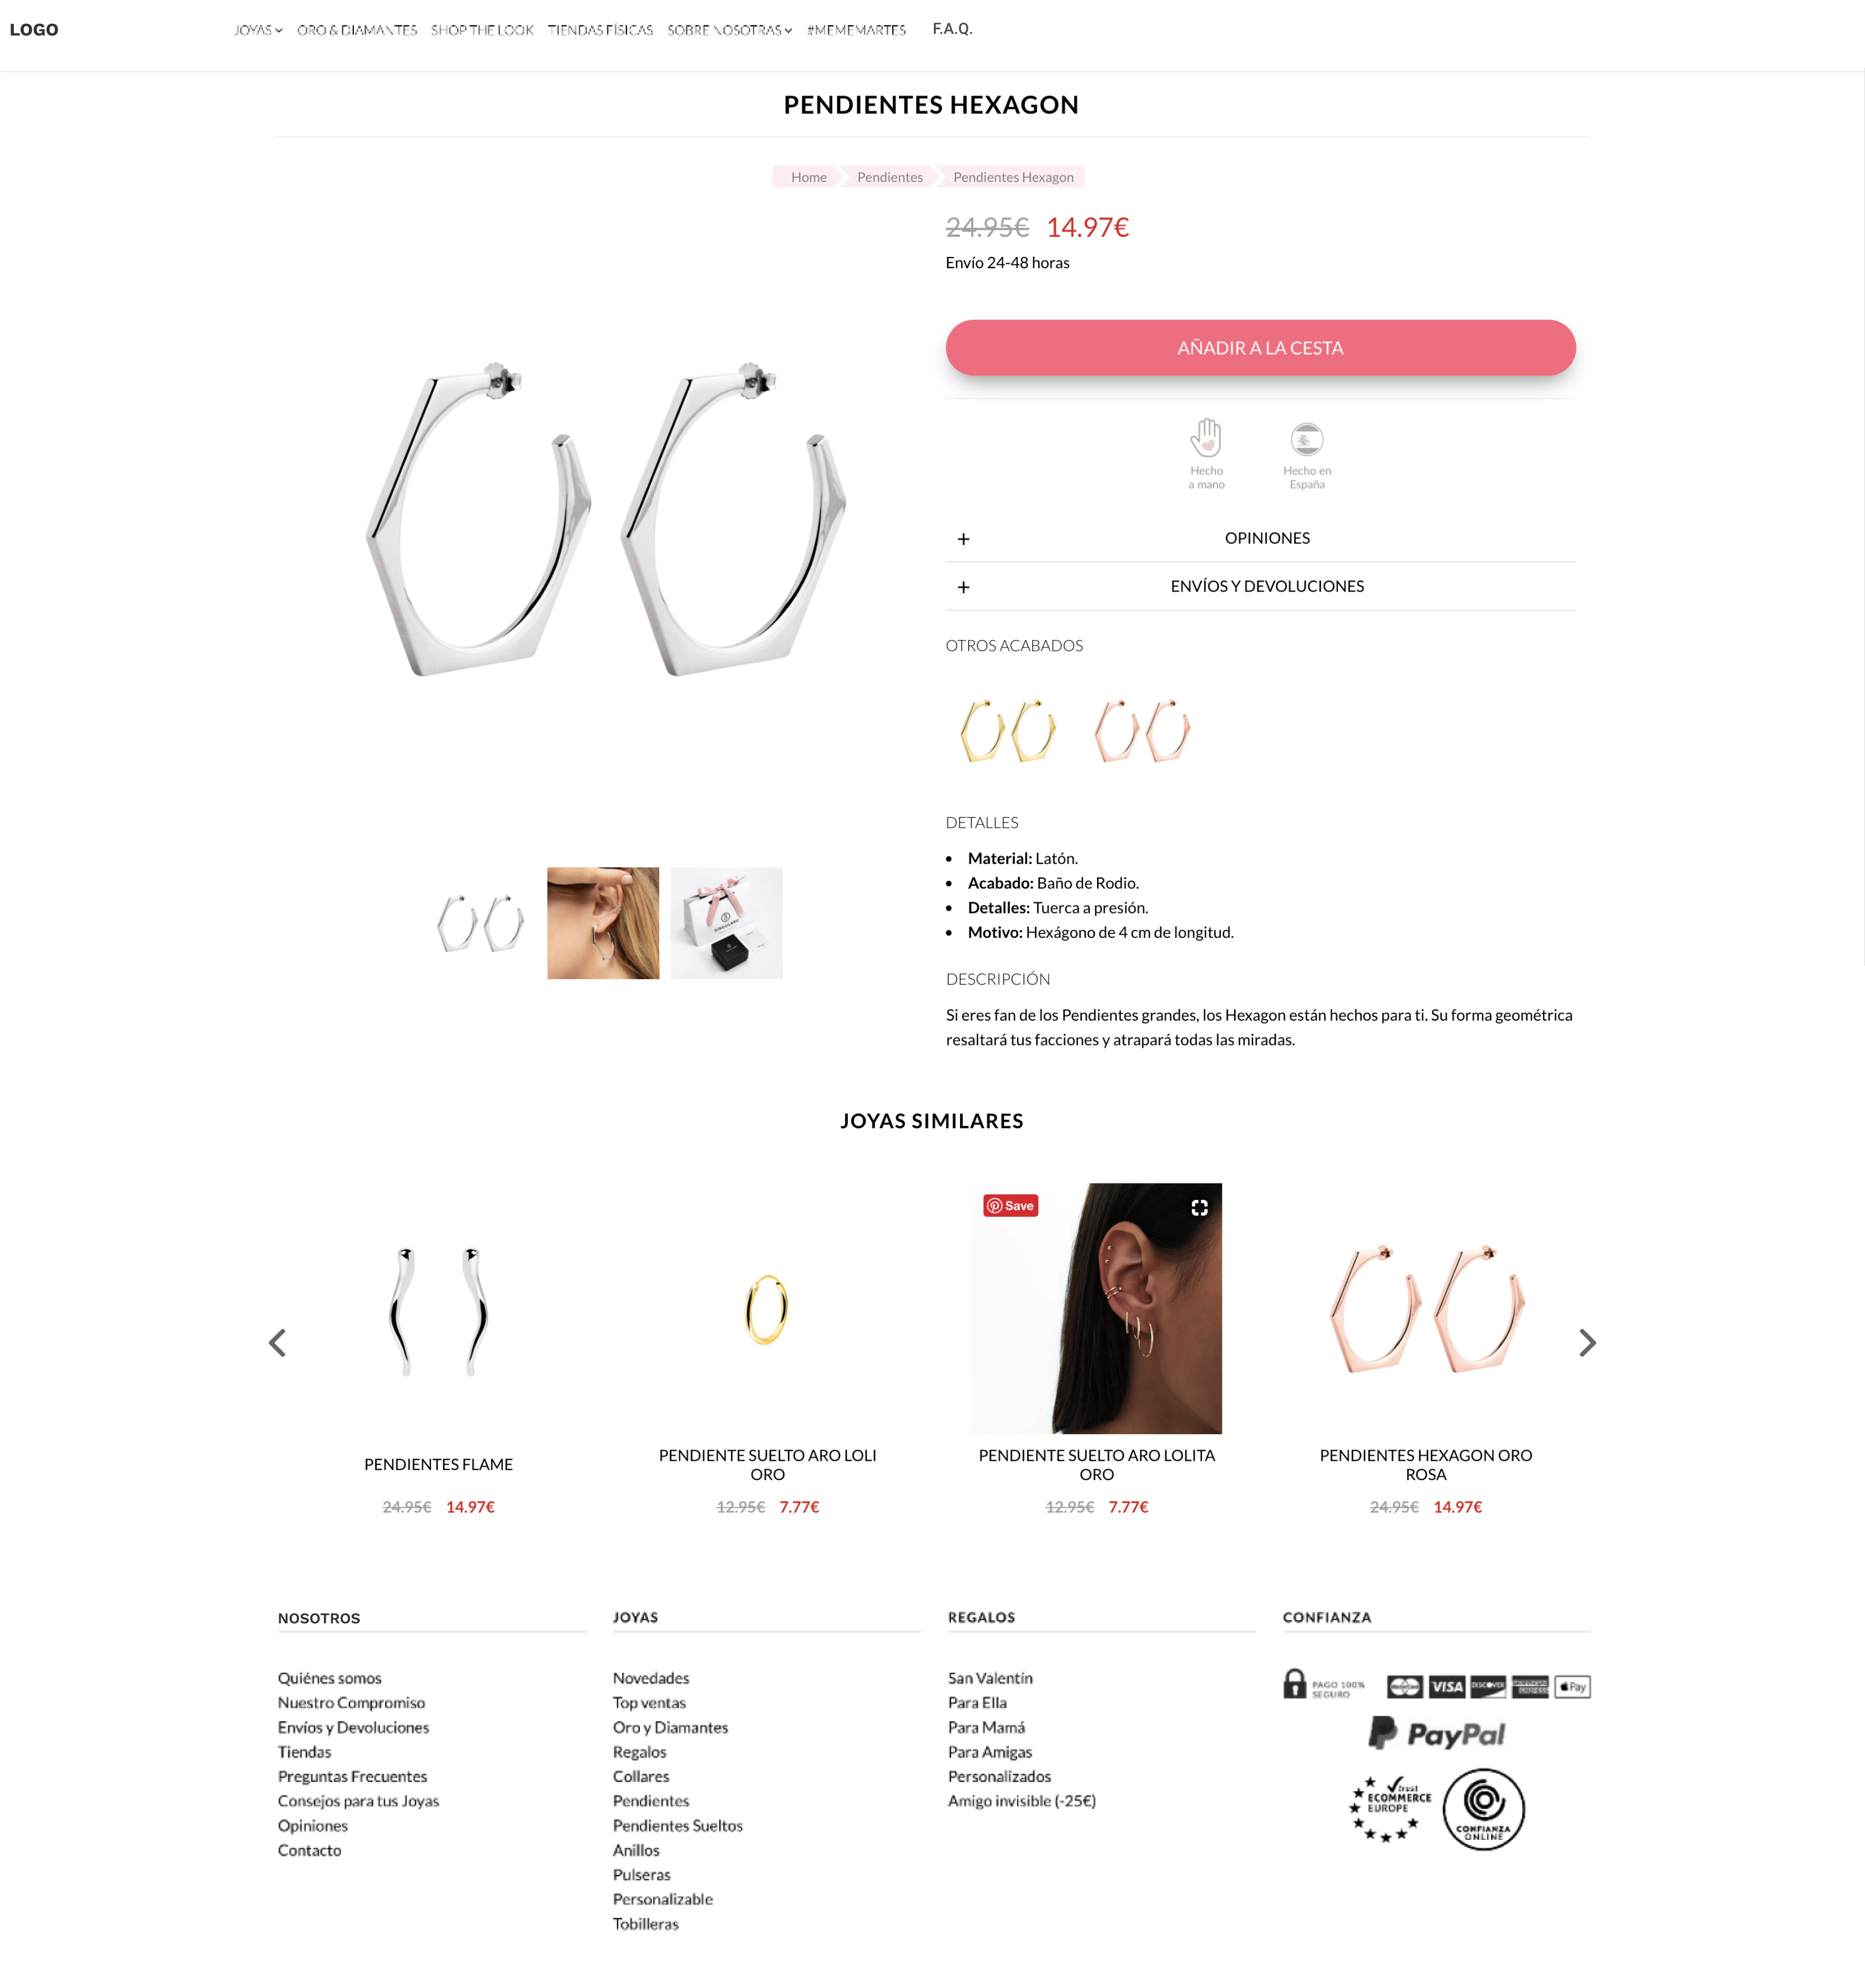 LOGO
JOYAS ORO & DIAMANTES SHOP THE LOOK TIENDAS FÍSICAS SOBRE NOSOTRAS #MEMEMARTES F.A.Q.
PENDIENTES HEXAGON
Home Pendientes Pendientes Hexagon
24.95€ 14.97€
Envío 24-48 horas
AÑADIR A LA CESTA
Hecho
a mano
Hecho en
España
+ OPINIONES
+ ENVÍOS Y DEVOLUCIONES
OTROS ACABADOS
DETALLES
• Material: Latón.
• Acabado: Baño de Rodio.
• Detalles: Tuerca a presión.
• Motivo: Hexágono de 4 cm de longitud.
SINGULARU
DESCRIPCIÓN
Si eres fan de los Pendientes grandes, los Hexagon están hechos para ti. Su forma geométrica
resaltará tus facciones y atrapará todas las miradas.
JOYAS SIMILARES
Save
PENDIENTES FLAME
24.95€ 14.97€
PENDIENTE SUELTO ARO LOLI
ORO
12.95€ 7.77€
PENDIENTE SUELTO ARO LOLITA
ORO
12.95€ 7.77€
PENDIENTES HEXAGON ORO
ROSA
24.95€ 14.97€
NOSOTROS
Quiénes somos
Nuestro Compromiso
Envíos y Devoluciones
Tiendas
Preguntas Frecuentes
Consejos para tus Joyas
Opiniones
Contacto
JOYAS
Novedades
Top ventas
Oro y Diamantes
Regalos
Collares
Pendientes
Pendientes Sueltos
Anillos
Pulseras
Personalizable
Tobilleras
REGALOS
San Valentín
Para Ella
Para Mamá
Para Amigas
Personalizados
Amigo invisible (-25€)
CONFIANZA
PAGO 100%
SEGURO
MasterCard VISA DISCOVER AMERICAN EXPRESS Pay
PayPal
trust
ECOMMERCE
EUROPE
CONFIANZA
ONLINE